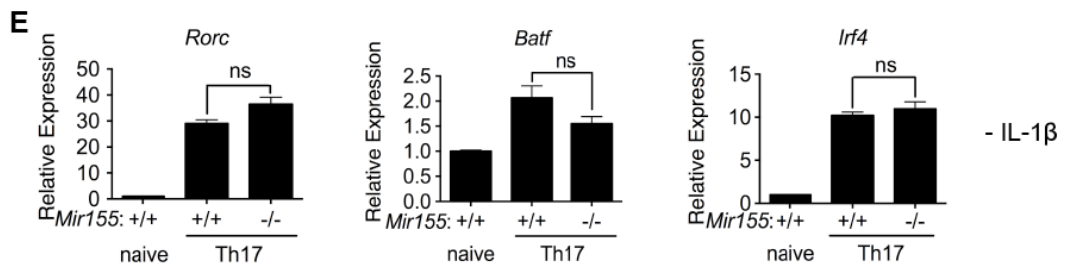 E
Rorc
Relative Expression
50
40
30
20
10
0
ns
Mir155: +/+ +/+ -/-
naive Th17
Batf
Relative Expression
2.5
2.0
1.5
1.0
0.5
0.0
ns
Mir155: +/+ +/+ -/-
naive Th17
Irf4
Relative Expression
15
10
5
0
ns
Mir155: +/+ +/+ -/-
naive Th17
- IL-1β